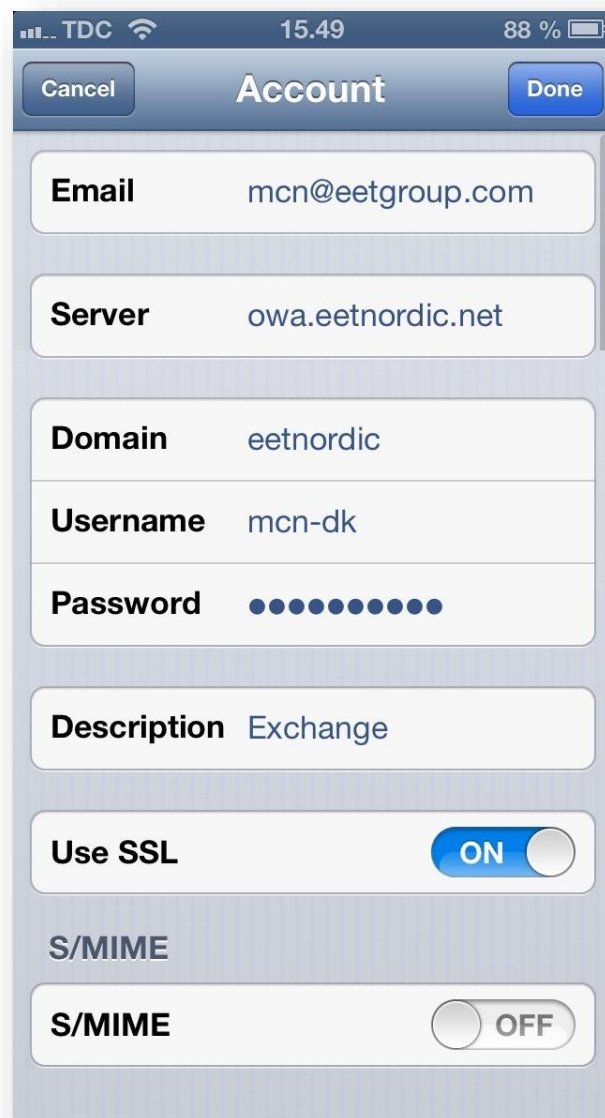 TDC 15.49 88 %
Cancel Account Done
Email mcn@eetgroup.com
Server owa.eetnordic.net
Domain eetnordic
Username mcn-dk
Password ●●●●●●●●●●
Description Exchange
Use SSL ON
S/MIME
S/MIME OFF